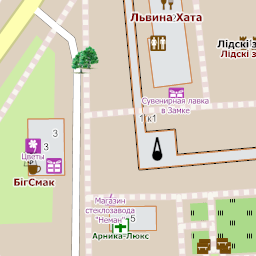 Львина Хата
Лідскі з
Лідскі з
Сувенирная лавка
в Замке
1 к1
3
3
Цветы
БігСмак
Магазин
стеклозавода
"Неман"
5
Арника-Люкс